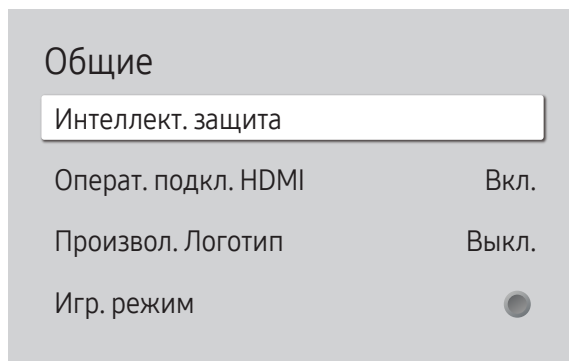 Общие
Интеллект. защита
Операт. подкл. HDMI Вкл.
Произвол. Логотип Выкл.
Игр. режим